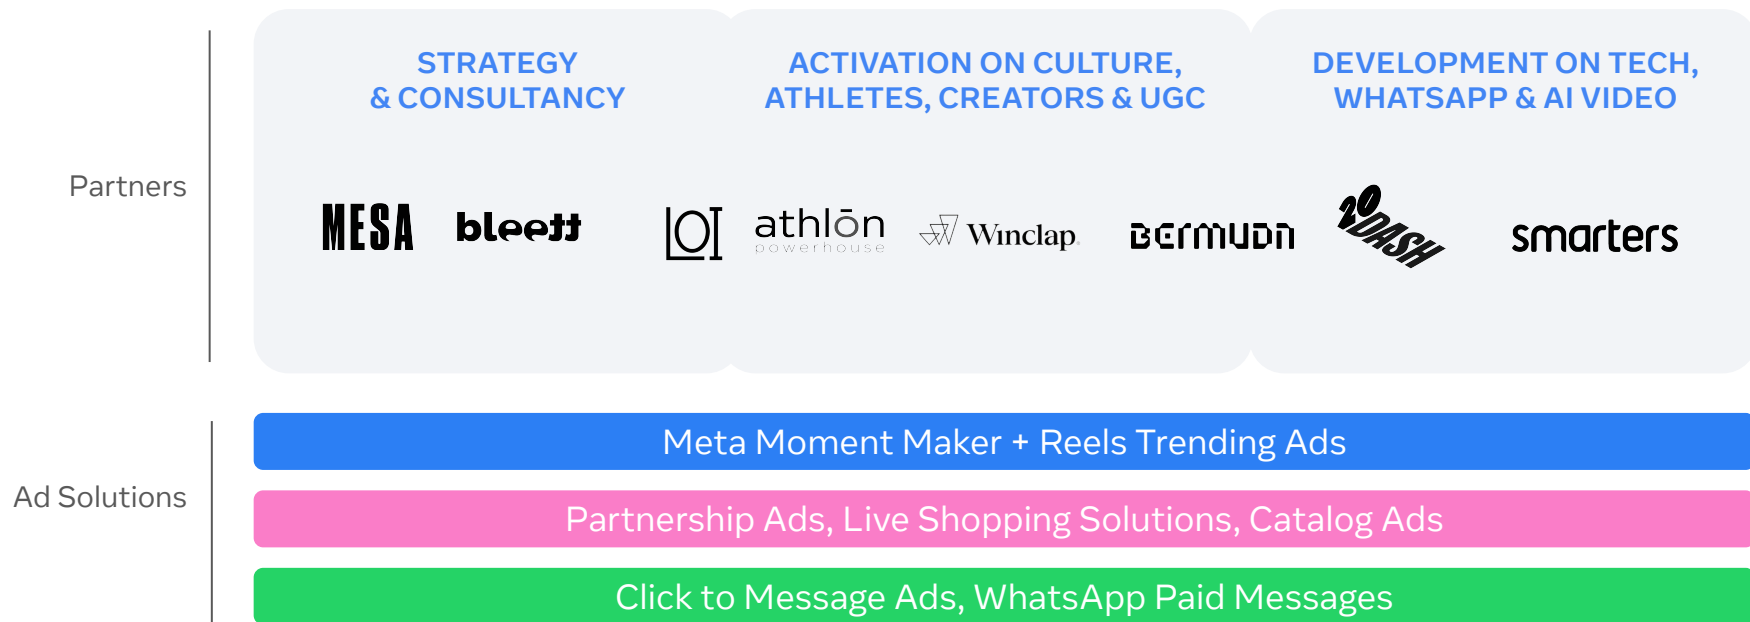 STRATEGY
& CONSULTANCY
ACTIVATION ON CULTURE,
ATHLETES, CREATORS & UGC
DEVELOPMENT ON TECH,
WHATSAPP & AI VIDEO
Partners
MESA
bleett
LOI
athlōn
powerhouse
Winclap
BERMUDA
20DASH
smarters
Meta Moment Maker + Reels Trending Ads
Ad Solutions
Partnership Ads, Live Shopping Solutions, Catalog Ads
Click to Message Ads, WhatsApp Paid Messages